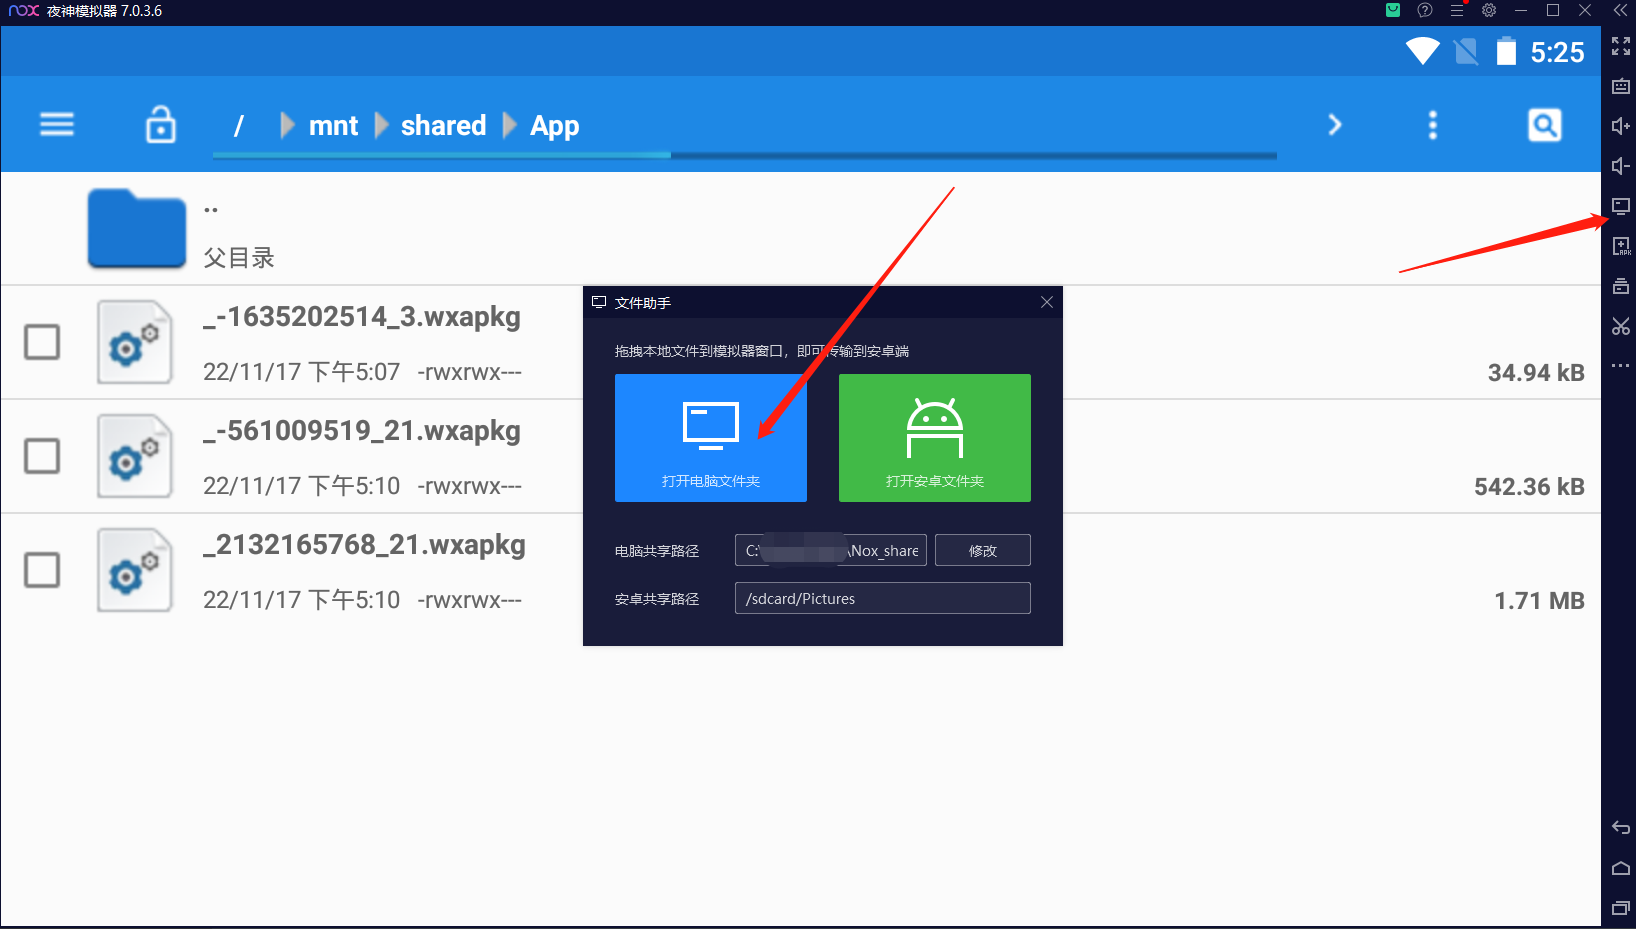 nox 夜神模拟器 7.0.3.6
5:25
/ mnt shared App
..
父目录
_-1635202514_3.wxapkg
22/11/17 下午5:07 -rwxrwx---
34.94 kB
_-561009519_21.wxapkg
22/11/17 下午5:10 -rwxrwx---
542.36 kB
_2132165768_21.wxapkg
22/11/17 下午5:10 -rwxrwx---
1.71 MB
文件助手
拖拽本地文件到模拟器窗口，即可传输到安卓端
打开电脑文件夹
打开安卓文件夹
电脑共享路径
C:\ \Nox_share
修改
安卓共享路径
/sdcard/Pictures
APK